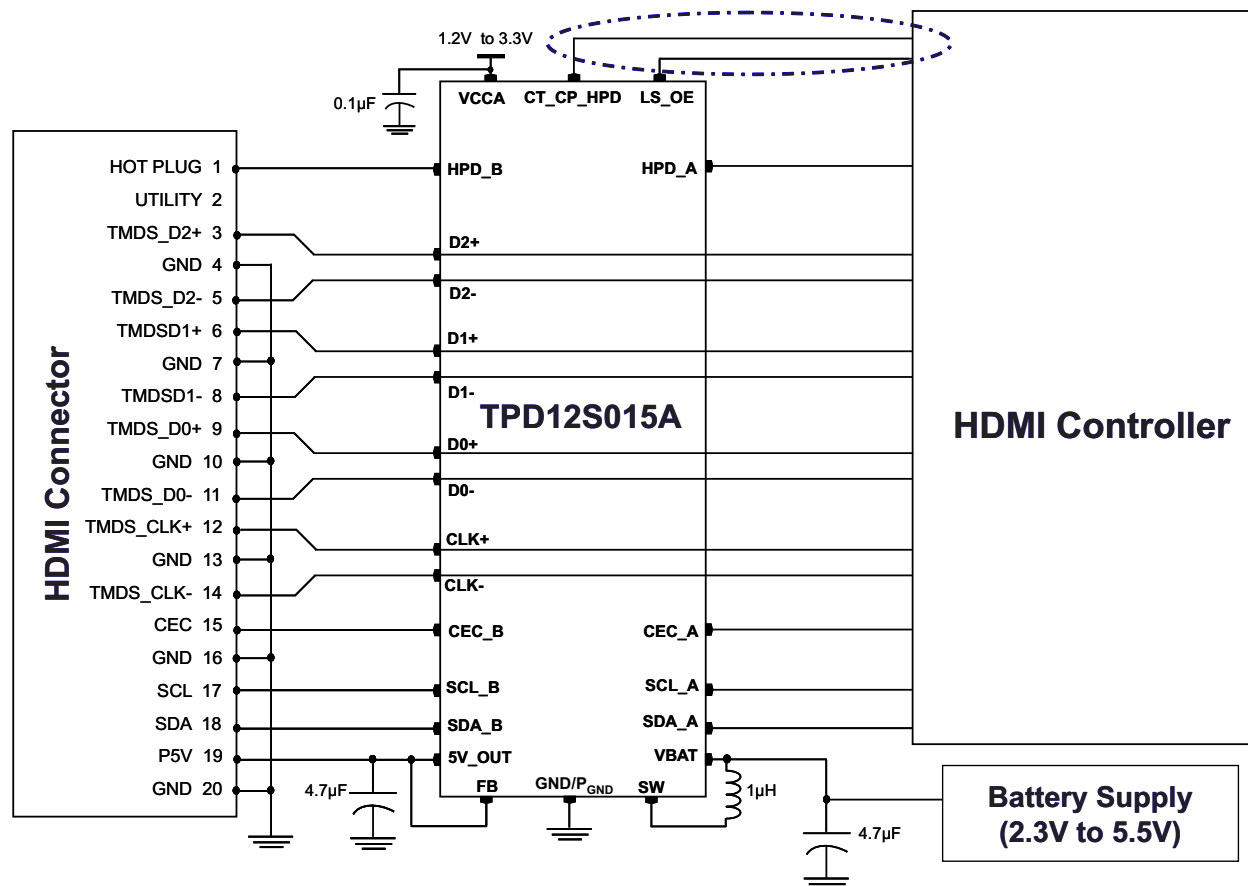 1.2V to 3.3V
0.1µF
VCCA CT_CP_HPD LS_OE
HOT PLUG 1
UTILITY 2
TMDS_D2+ 3
GND 4
TMDS_D2- 5
TMDSD1+ 6
GND 7
TMDSD1- 8
TMDS_D0+ 9
GND 10
TMDS_D0- 11
TMDS_CLK+ 12
GND 13
TMDS_CLK- 14
CEC 15
GND 16
SCL 17
SDA 18
P5V 19
GND 20
HDMI Connector
HPD_B
D2+
D2-
D1+
D1-
D0+
D0-
CLK+
CLK-
CEC_B
SCL_B
SDA_B
5V_OUT
FB
GND/PGND
SW
TPD12S015A
HPD_A
CEC_A
SCL_A
SDA_A
VBAT
4.7µF
1µH
4.7µF
HDMI Controller
Battery Supply
(2.3V to 5.5V)